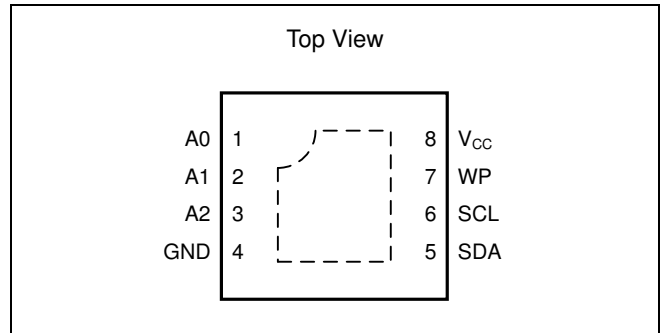 Top View
A0 1 8 VCC
A1 2 7 WP
A2 3 6 SCL
GND 4 5 SDA